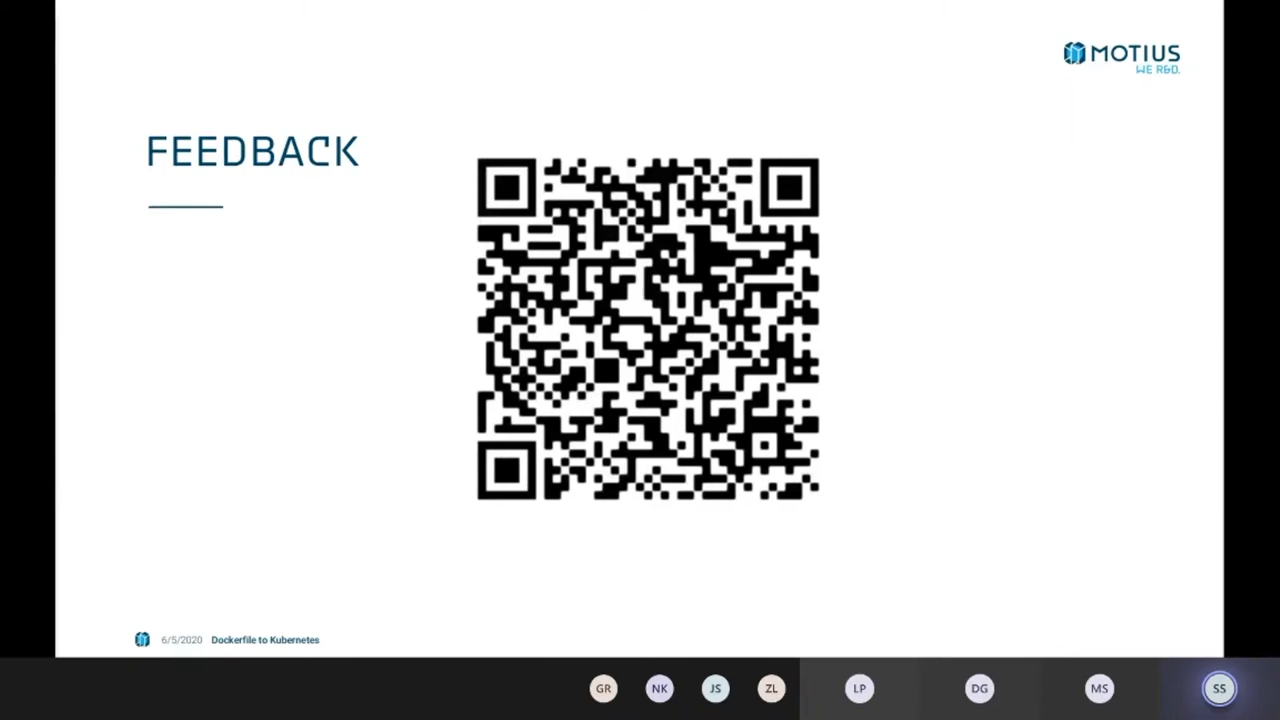 MOTIUS
WE R&D.
FEEDBACK
6/5/2020 Dockerfile to Kubernetes
GR NK JS ZL LP DG MS SS